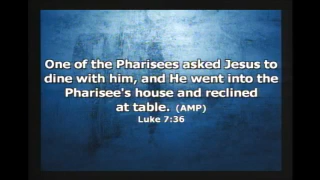 One of the Pharisees asked Jesus to
dine with him, and He went into the
Pharisee's house and reclined
at table. (AMP)
Luke 7:36